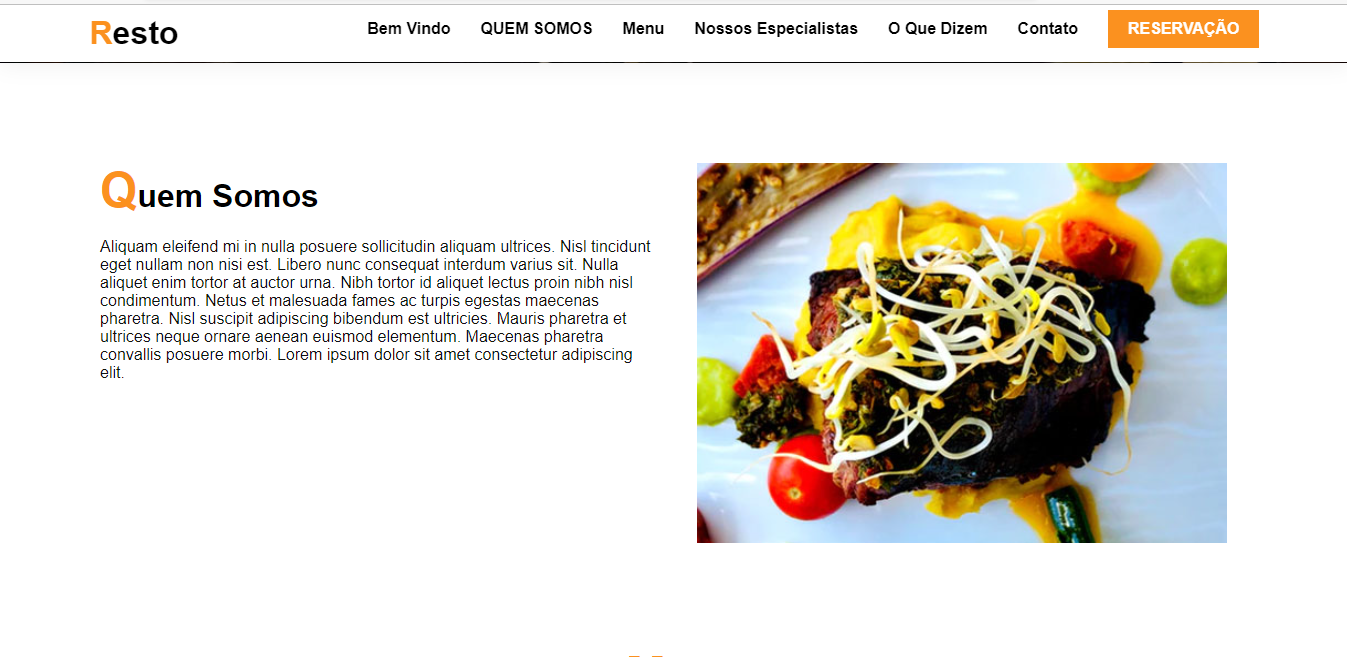 Resto
Bem Vindo QUEM SOMOS Menu Nossos Especialistas O Que Dizem Contato RESERVAÇÃO
Quem Somos
Aliquam eleifend mi in nulla posuere sollicitudin aliquam ultrices. Nisl tincidunt
eget nullam non nisi est. Libero nunc consequat interdum varius sit. Nulla
aliquet enim tortor at auctor urna. Nibh tortor id aliquet lectus proin nibh nisl
condimentum. Netus et malesuada fames ac turpis egestas maecenas
pharetra. Nisl suscipit adipiscing bibendum est ultricies. Mauris pharetra et
ultrices neque ornare aenean euismod elementum. Maecenas pharetra
convallis posuere morbi. Lorem ipsum dolor sit amet consectetur adipiscing
elit.